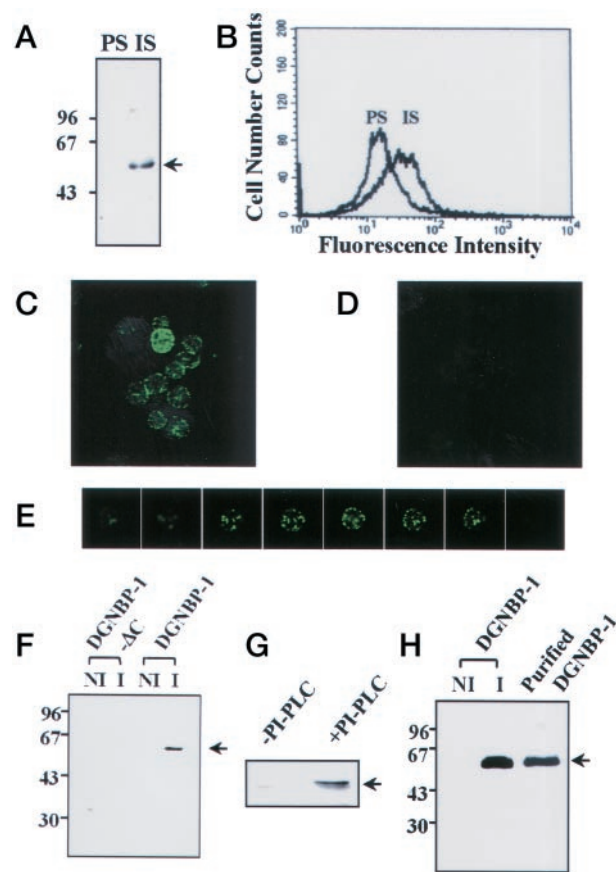 A
PS IS
96
67
43
B
Cell Number Counts
200
160
120
80
40
0
PS IS
10⁰ 10¹ 10² 10³ 10⁴
Fluorescence Intensity
C
D
E
F
DGNBP-1
-ΔC
DGNBP-1
NI I NI I
96
67
43
30
G
-PI-PLC
+PI-PLC
H
DGNBP-1
Purified
DGNBP-1
NI I
96
67
43
30